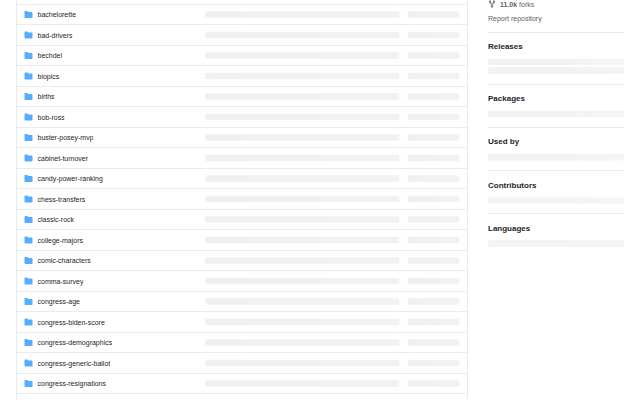 bachelorette
bad-drivers
bechdel
biopics
births
bob-ross
buster-posey-mvp
cabinet-turnover
candy-power-ranking
chess-transfers
classic-rock
college-majors
comic-characters
comma-survey
congress-age
congress-biden-score
congress-demographics
congress-generic-ballot
congress-resignations
11.0k forks
Report repository
Releases
Packages
Used by
Contributors
Languages